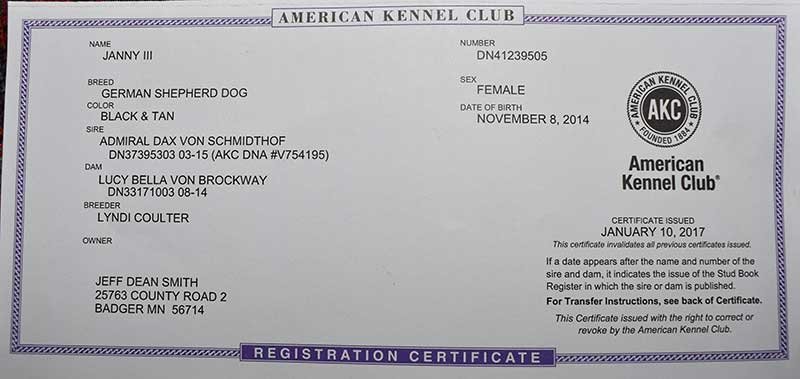 AMERICAN KENNEL CLUB
NAME
JANNY III
NUMBER
DN41239505
BREED
GERMAN SHEPHERD DOG
SEX
FEMALE
COLOR
BLACK & TAN
DATE OF BIRTH
NOVEMBER 8, 2014
SIRE
ADMIRAL DAX VON SCHMIDTHOF
DN37395303 03-15 (AKC DNA #V754195)
DAM
LUCY BELLA VON BROCKWAY
DN33171003 08-14
BREEDER
LYNDI COULTER
OWNER
JEFF DEAN SMITH
25763 COUNTY ROAD 2
BADGER MN 56714
AMERICAN KENNEL CLUB
AKC
FOUNDED 1884
American
Kennel Club®
CERTIFICATE ISSUED
JANUARY 10, 2017
This certificate invalidates all previous certificates issued.
If a date appears after the name and number of the
sire and dam, it indicates the issue of the Stud Book
Register in which the sire or dam is published.
For Transfer Instructions, see back of Certificate.
This Certificate issued with the right to correct or
revoke by the American Kennel Club.
REGISTRATION CERTIFICATE